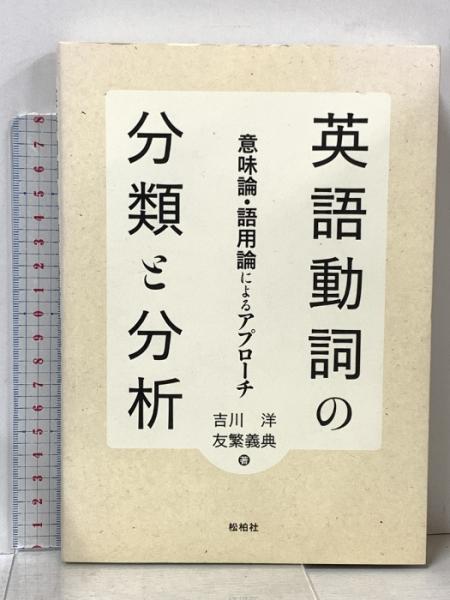 英語動詞の
分類と分析
意味論・語用論によるアプローチ
吉川 洋
友繁義典
著
松柏社